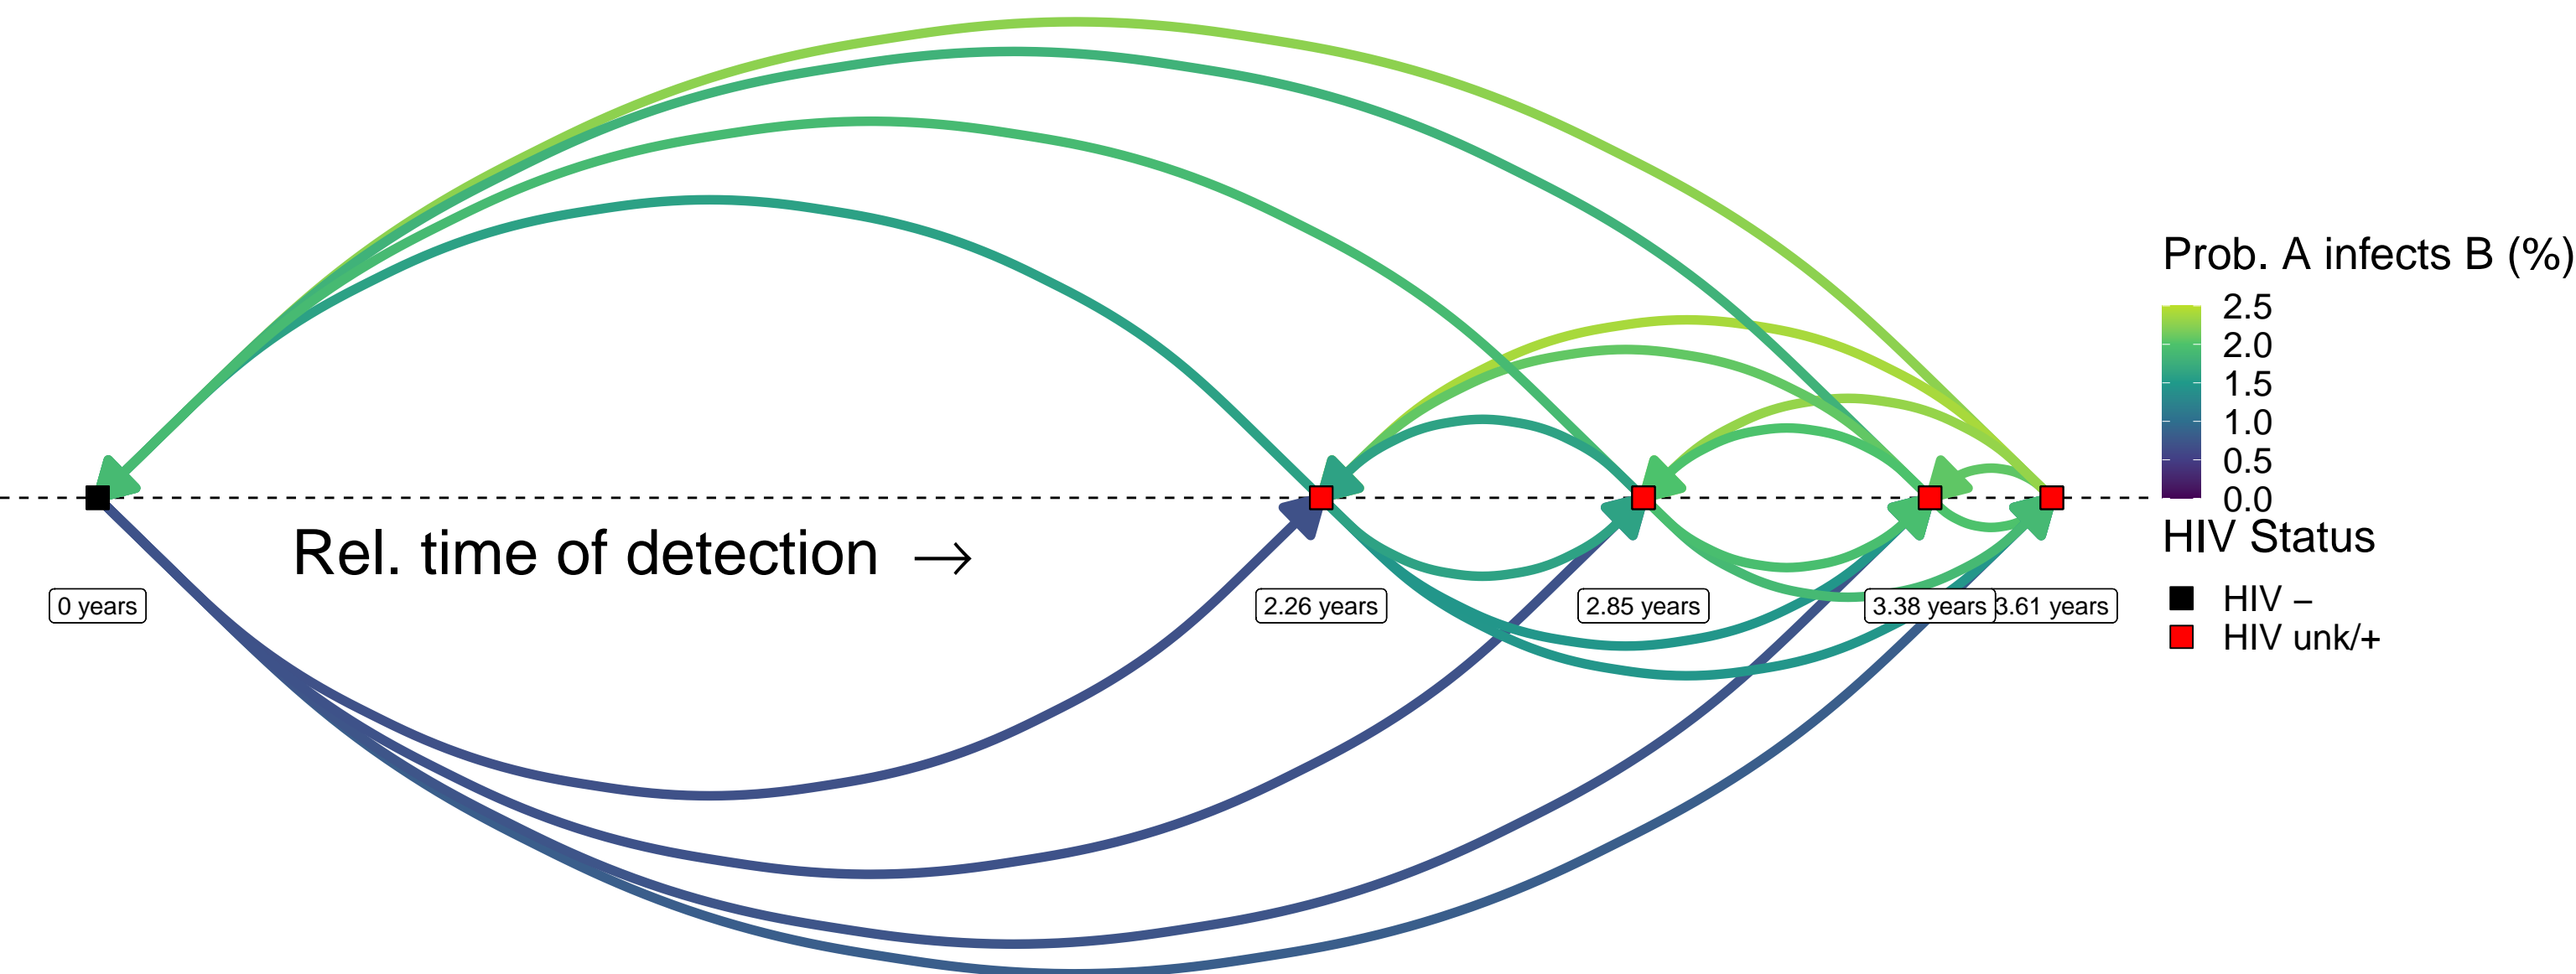 Rel. time of detection →
0 years
2.26 years
2.85 years
3.38 years
3.61 years
Prob. A infects B (%)
2.5
2.0
1.5
1.0
0.5
0.0
HIV Status
HIV –
HIV unk/+